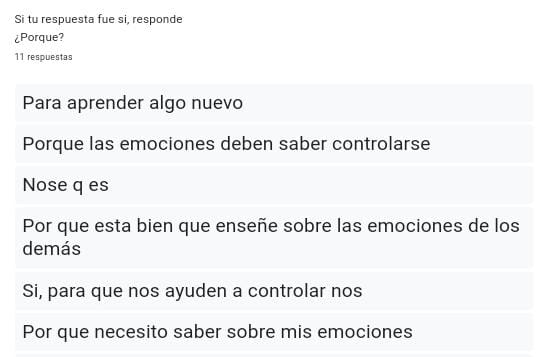 Si tu respuesta fue si, responde
¿Porque?
11 respuestas
Para aprender algo nuevo
Porque las emociones deben saber controlarse
Nose q es
Por que esta bien que enseñe sobre las emociones de los
demás
Si, para que nos ayuden a controlar nos
Por que necesito saber sobre mis emociones